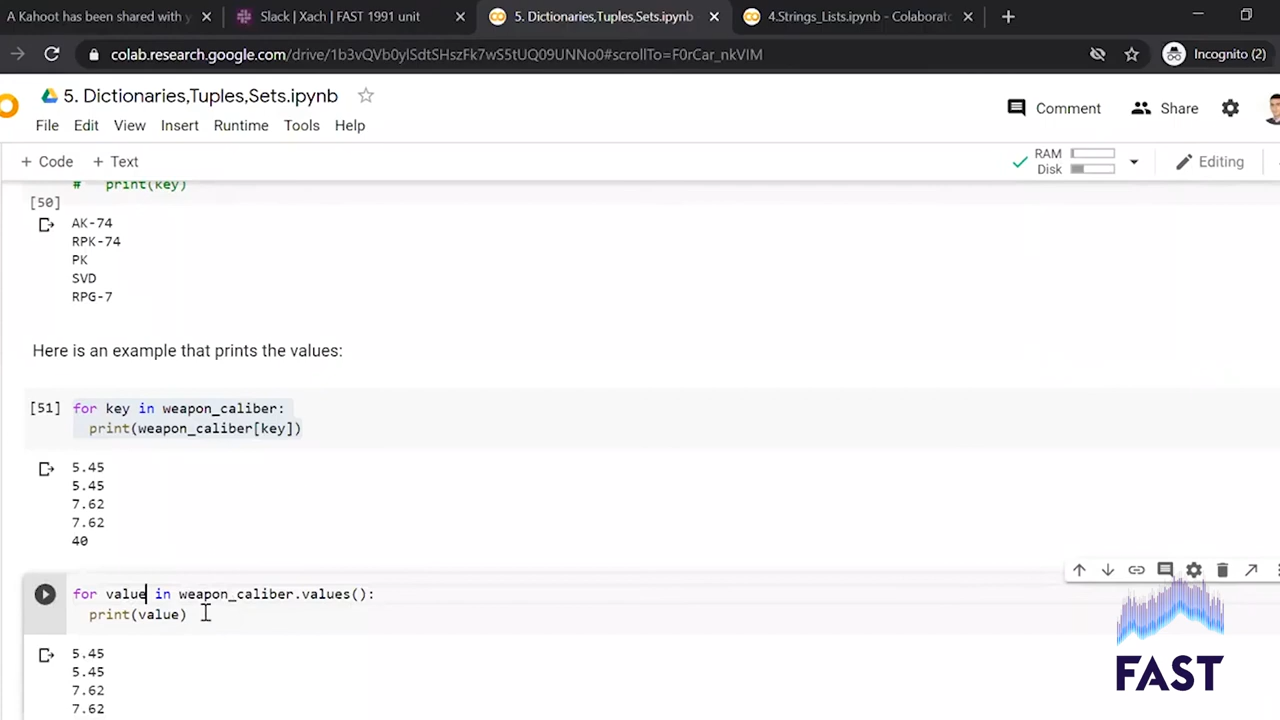 A Kahoot has been shared with y
Slack | Xach | FAST 1991 unit
5. Dictionaries,Tuples,Sets.ipynb
4.Strings_Lists.ipynb - Colaborato
colab.research.google.com/drive/1b3vQVb0ylSdtSHszFk7wS5tUQ09UNNo0#scrollTo=F0rCar_nkVIM
Incognito (2)
5. Dictionaries,Tuples,Sets.ipynb
Comment
Share
File Edit View Insert Runtime Tools Help
+ Code + Text
RAM
Disk
Editing
# print(key)
[50]
AK-74
RPK-74
PK
SVD
RPG-7
Here is an example that prints the values:
[51] for key in weapon_caliber:
print(weapon_caliber[key])
5.45
5.45
7.62
7.62
40
for value in weapon_caliber.values():
print(value)
5.45
5.45
7.62
7.62
FAST